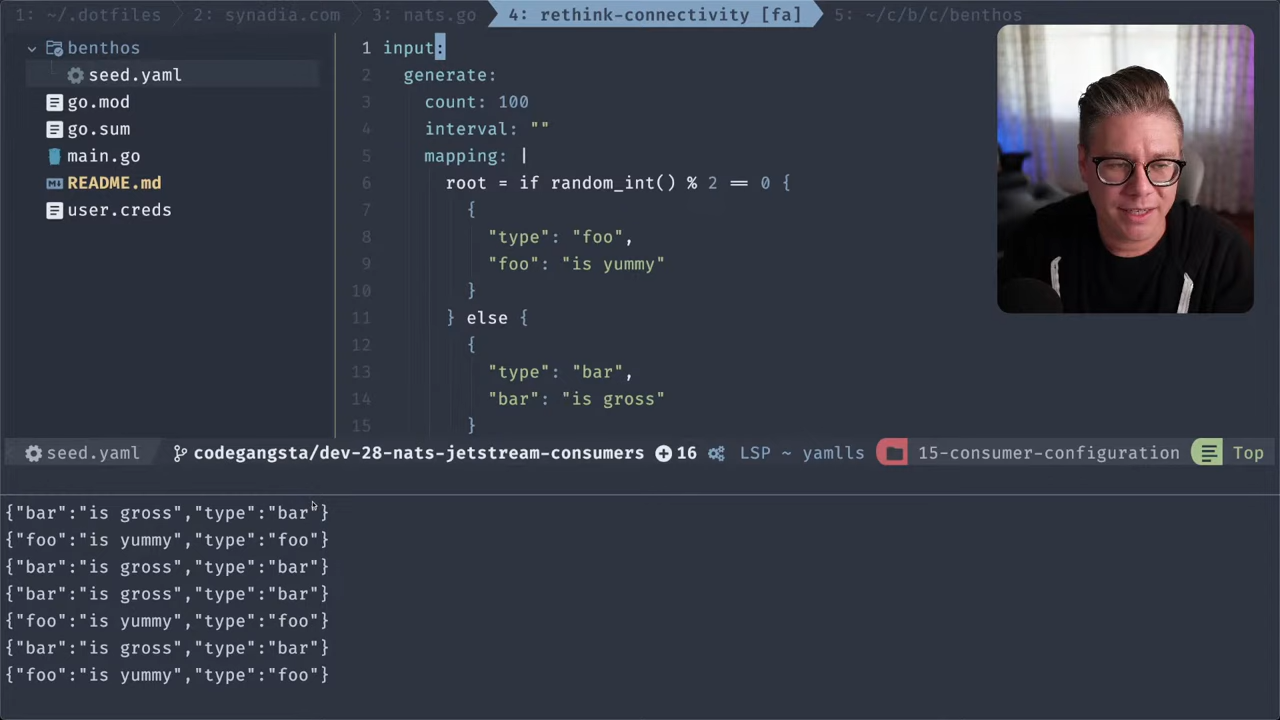 1: ~/.dotfiles 2: synadia.com 3: nats.go 4: rethink-connectivity [fa] 5: ~/c/b/c/benthos
benthos
seed.yaml
go.mod
go.sum
main.go
README.md
user.creds
1 input:
2 generate:
3 count: 100
4 interval: ""
5 mapping: |
6 root = if random_int() % 2 == 0 {
7 {
8 "type": "foo",
9 "foo": "is yummy"
10 }
11 } else {
12 {
13 "type": "bar",
14 "bar": "is gross"
15 }
seed.yaml codegangsta/dev-28-nats-jetstream-consumers 16 LSP ~ yamlls 15-consumer-configuration Top
{"bar":"is gross","type":"bar"}
{"foo":"is yummy","type":"foo"}
{"bar":"is gross","type":"bar"}
{"bar":"is gross","type":"bar"}
{"foo":"is yummy","type":"foo"}
{"bar":"is gross","type":"bar"}
{"foo":"is yummy","type":"foo"}